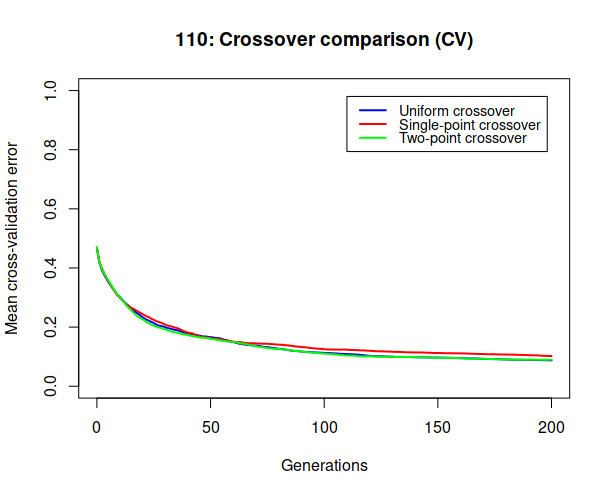 110: Crossover comparison (CV)
Uniform crossover
Single-point crossover
Two-point crossover
Mean cross-validation error
1.0
0.8
0.6
0.4
0.2
0.0
0 50 100 150 200
Generations